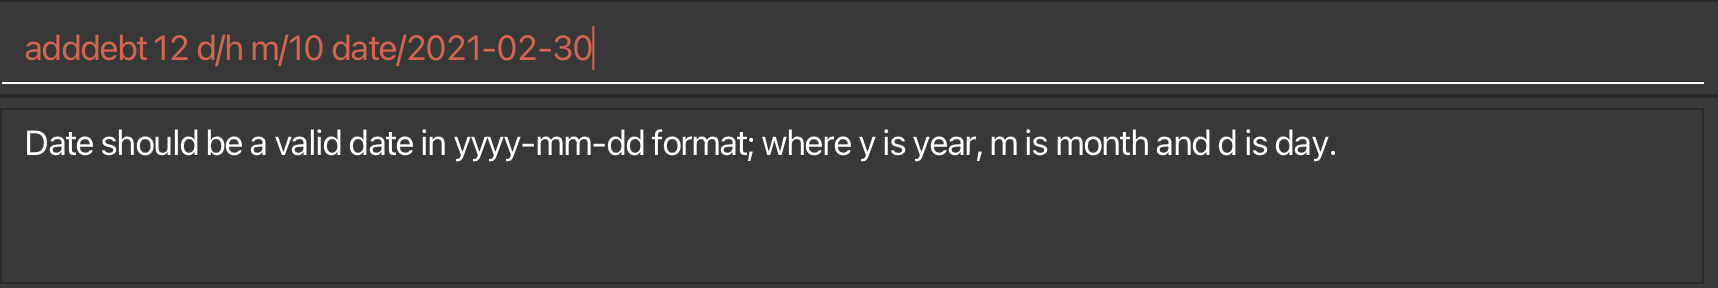 adddebt 12 d/h m/10 date/2021-02-30
Date should be a valid date in yyyy-mm-dd format; where y is year, m is month and d is day.